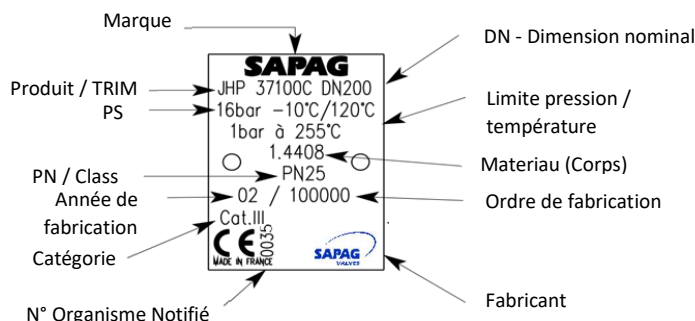 Marque
SAPAG
DN - Dimension nominal
Produit / TRIM
JHP 37100C DN200
PS
16bar -10°C/120°C
Limite pression /
température
1bar à 255°C
1.4408
Materiau (Corps)
PN / Class
PN25
Année de
fabrication
02 / 100000
Ordre de fabrication
Cat.III
Catégorie
CE
0035
MADE IN FRANCE
SAPAG
VALVES
N° Organisme Notifié
Fabricant